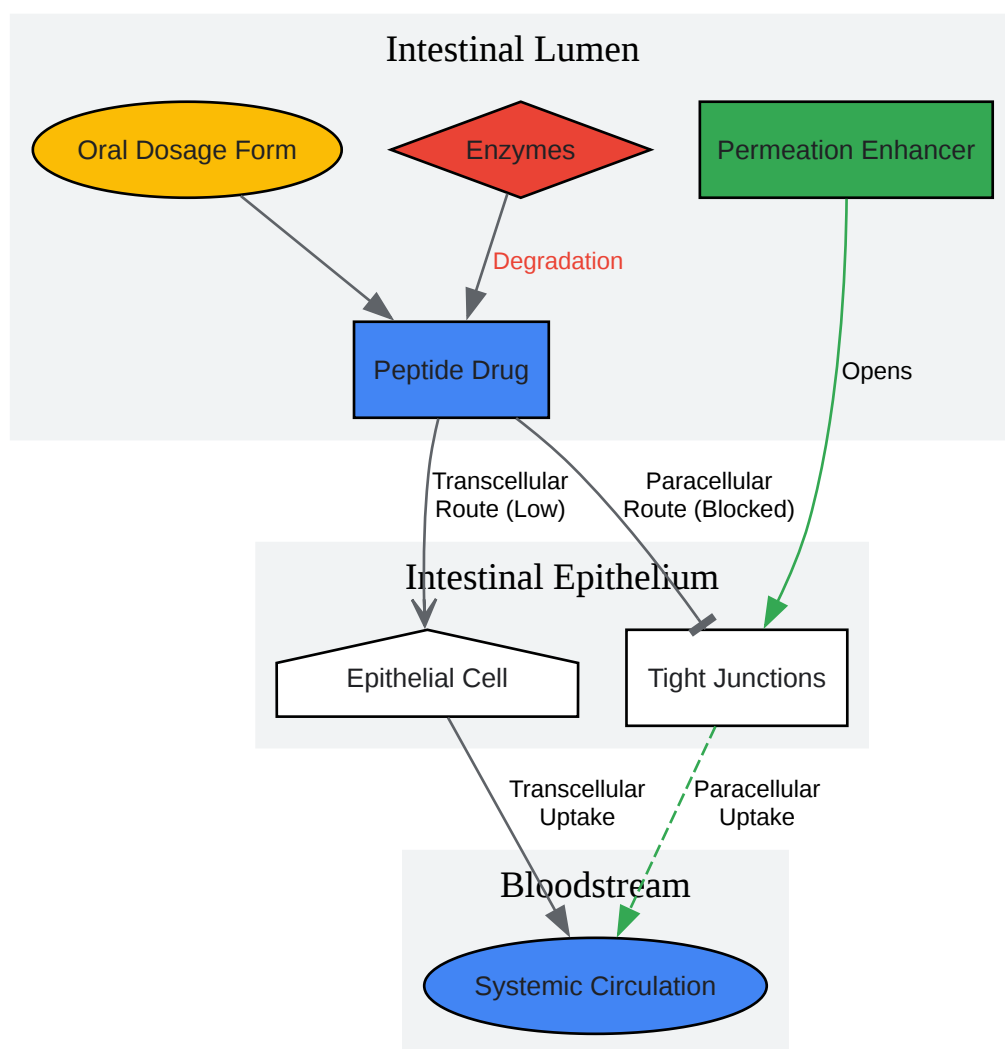 Intestinal Lumen
Oral Dosage Form
Enzymes
Permeation Enhancer
Degradation
Peptide Drug
Opens
Transcellular
Route (Low)
Paracellular
Route (Blocked)
Intestinal Epithelium
Epithelial Cell
Tight Junctions
Transcellular
Uptake
Paracellular
Uptake
Bloodstream
Systemic Circulation